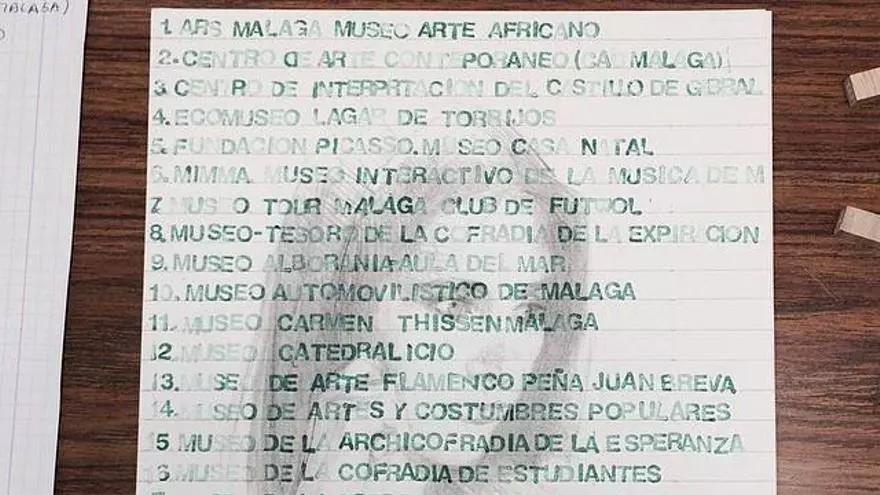 MALAGA)
1. ARS MALAGA MUSEO ARTE AFRICANO
2. CENTRO DE ARTE CONTEPORANEO (CAC MALAGA)
3 CENTRO DE INTERPRTACION DEL CASTILLO DE GIBRAL
4. ECOMUSEO LAGAR DE TORRIJOS
5. FUNDACION PICASSO. MUSEO CASA NATAL
6. MIMMA. MUSEO INTERACTIVO DE LA MUSICA DE M
7. MUSEO TOUR MALAGA CLUB DE FUTBOL
8. MUSEO-TESORO DE LA COFRADIA DE LA EXPIRACION
9. MUSEO ALBORANIA-AULA DEL MAR
10. MUSEO AUTOMOVILISTICO DE MALAGA
11. MUSEO CARMEN THISSEN MALAGA
12 MUSEO CATEDRALICIO
13. MUSEO DE ARTE FLAMENCO PEÑA JUAN BREVA
14. MUSEO DE ARTES Y COSTUMBRES POPULARES
15 MUSEO DE LA ARCHICOFRADIA DE LA ESPERANZA
16 MUSEO DE LA COFRADIA DE ESTUDIANTES